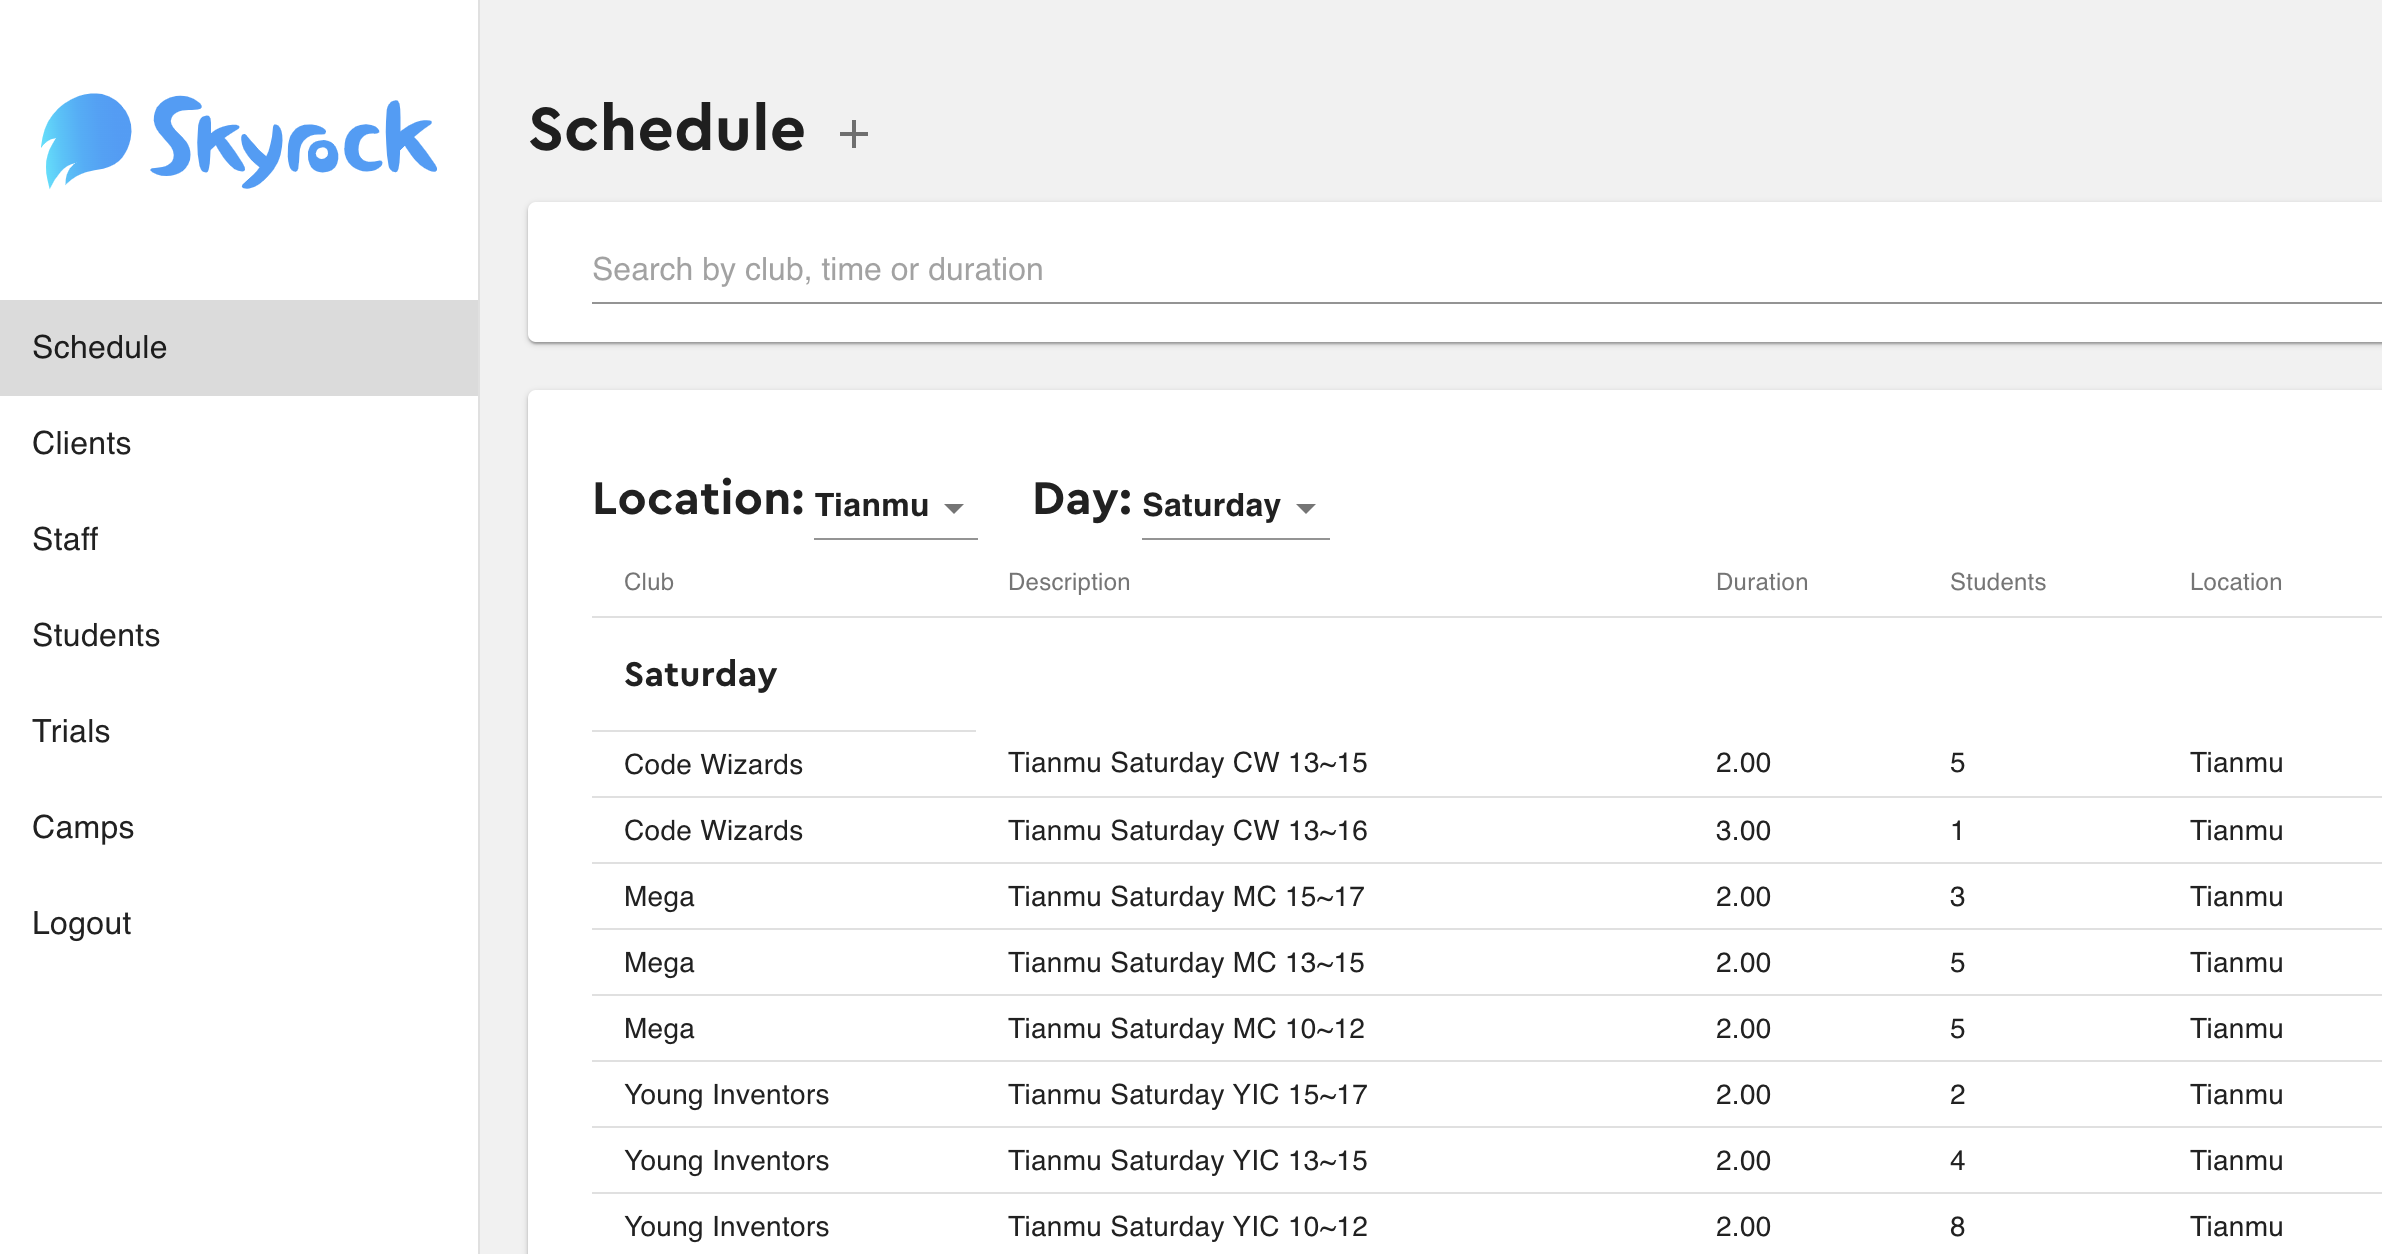 Skyrock
Schedule
Clients
Staff
Students
Trials
Camps
Logout
Schedule +
Search by club, time or duration
Location: Tianmu Day: Saturday
Club Description Duration Students Location
Saturday
Code Wizards Tianmu Saturday CW 13~15 2.00 5 Tianmu
Code Wizards Tianmu Saturday CW 13~16 3.00 1 Tianmu
Mega Tianmu Saturday MC 15~17 2.00 3 Tianmu
Mega Tianmu Saturday MC 13~15 2.00 5 Tianmu
Mega Tianmu Saturday MC 10~12 2.00 5 Tianmu
Young Inventors Tianmu Saturday YIC 15~17 2.00 2 Tianmu
Young Inventors Tianmu Saturday YIC 13~15 2.00 4 Tianmu
Young Inventors Tianmu Saturday YIC 10~12 2.00 8 Tianmu